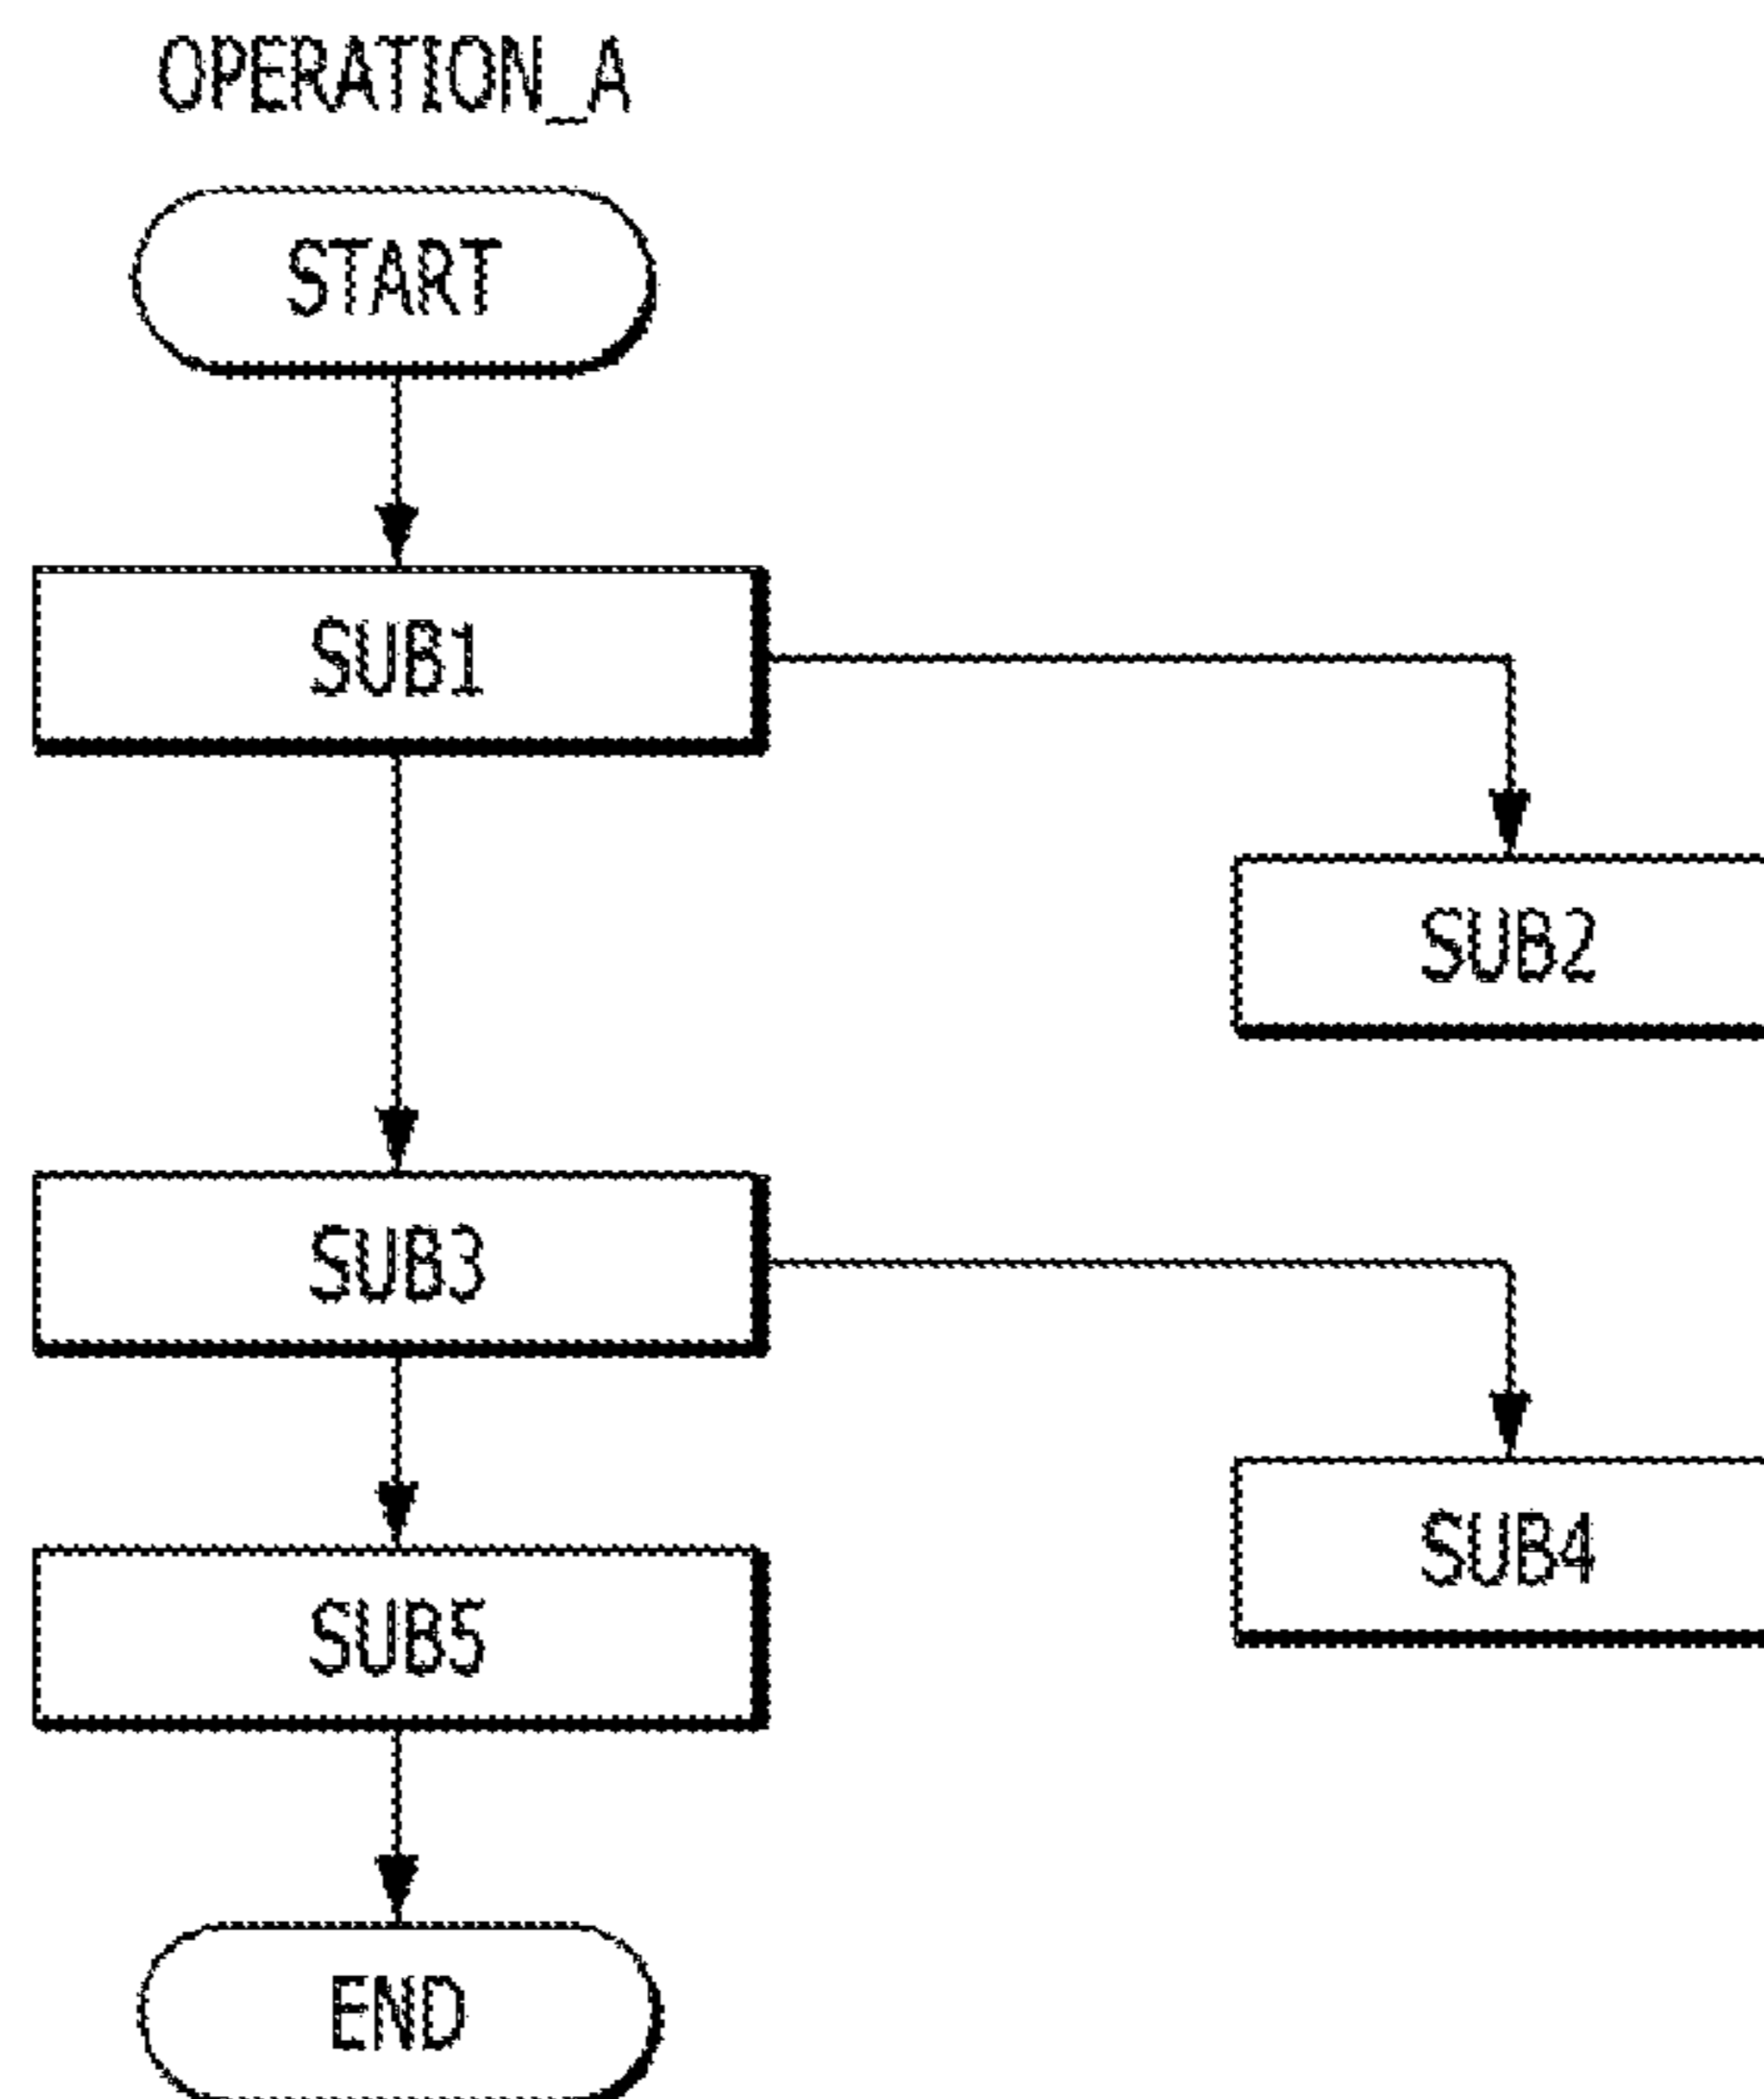 OPERATION_A
START
SUB1
SUB2
SUB3
SUB4
SUB5
END